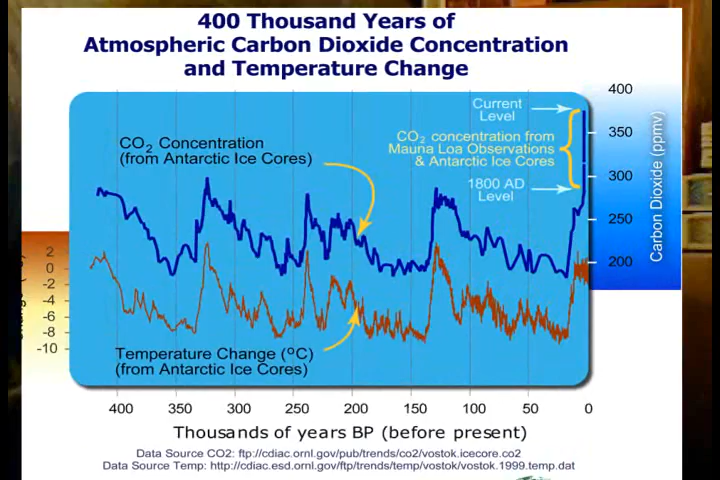 400 Thousand Years of
Atmospheric Carbon Dioxide Concentration
and Temperature Change
Current
Level
CO2 Concentration
(from Antarctic Ice Cores)
CO2 concentration from
Mauna Loa Observations
& Antarctic Ice Cores
1800 AD
Level
400
350
300
250
200
Carbon Dioxide (ppmv)
2
0
-2
-4
-6
-8
-10
Temperature Change (ºC)
(from Antarctic Ice Cores)
400 350 300 250 200 150 100 50 0
Thousands of years BP (before present)
Data Source CO2: ftp://cdiac.ornl.gov/pub/trends/co2/vostok.icecore.co2
Data Source Temp: http://cdiac.esd.ornl.gov/ftp/trends/temp/vostok/vostok.1999.temp.dat